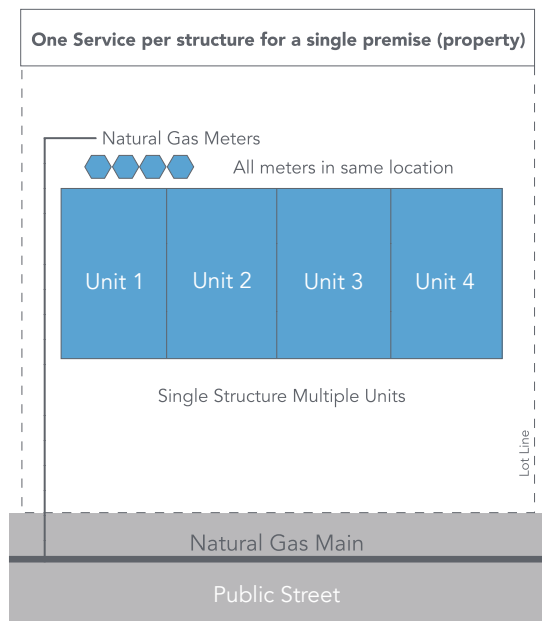 One Service per structure for a single premise (property)
Natural Gas Meters
All meters in same location
Unit 1
Unit 2
Unit 3
Unit 4
Single Structure Multiple Units
Lot Line
Natural Gas Main
Public Street